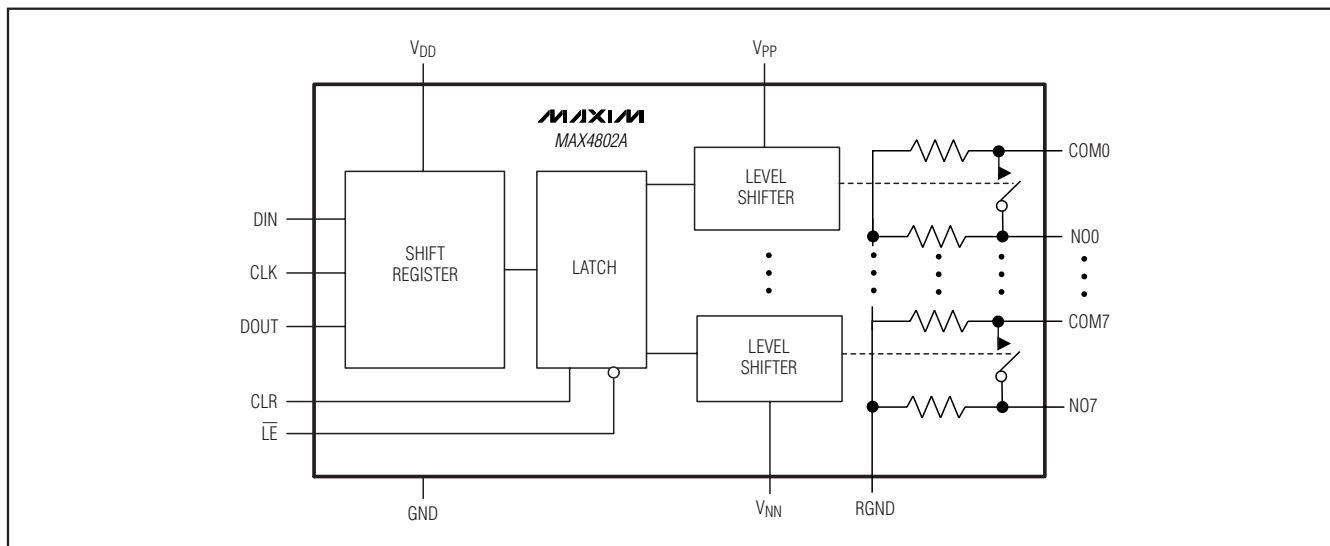 VDD
VPP
MAXIM
MAX4802A
COM0
LEVEL
SHIFTER
DIN
SHIFT
REGISTER
LATCH
NO0
CLK
DOUT
COM7
LEVEL
SHIFTER
CLR
NO7
LE
GND
VNN
RGND